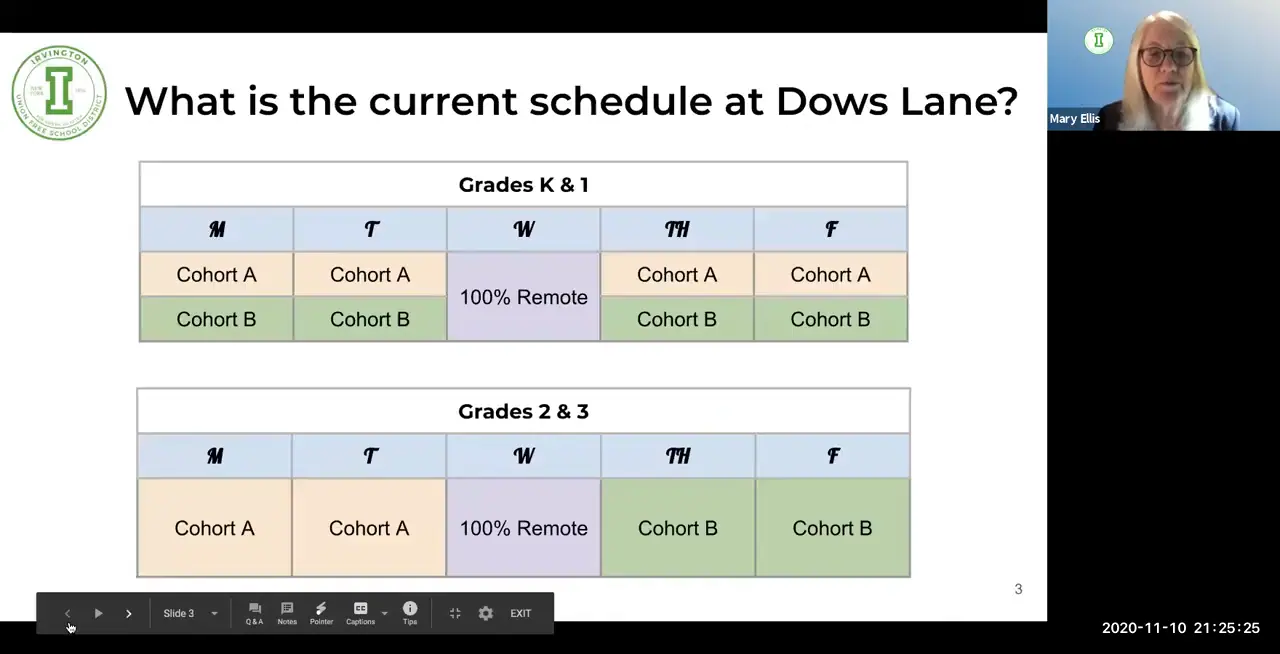 IRVINGTON
I
UNION FREE SCHOOL DISTRICT
What is the current schedule at Dows Lane?
I
Mary Ellis
Grades K & 1
M T W TH F
Cohort A Cohort A 100% Remote Cohort A Cohort A
Cohort B Cohort B Cohort B Cohort B
Grades 2 & 3
M T W TH F
Cohort A Cohort A 100% Remote Cohort B Cohort B
3
Slide 3 Q & A Notes Pointer CC Captions Tips EXIT
2020-11-10 21:25:25